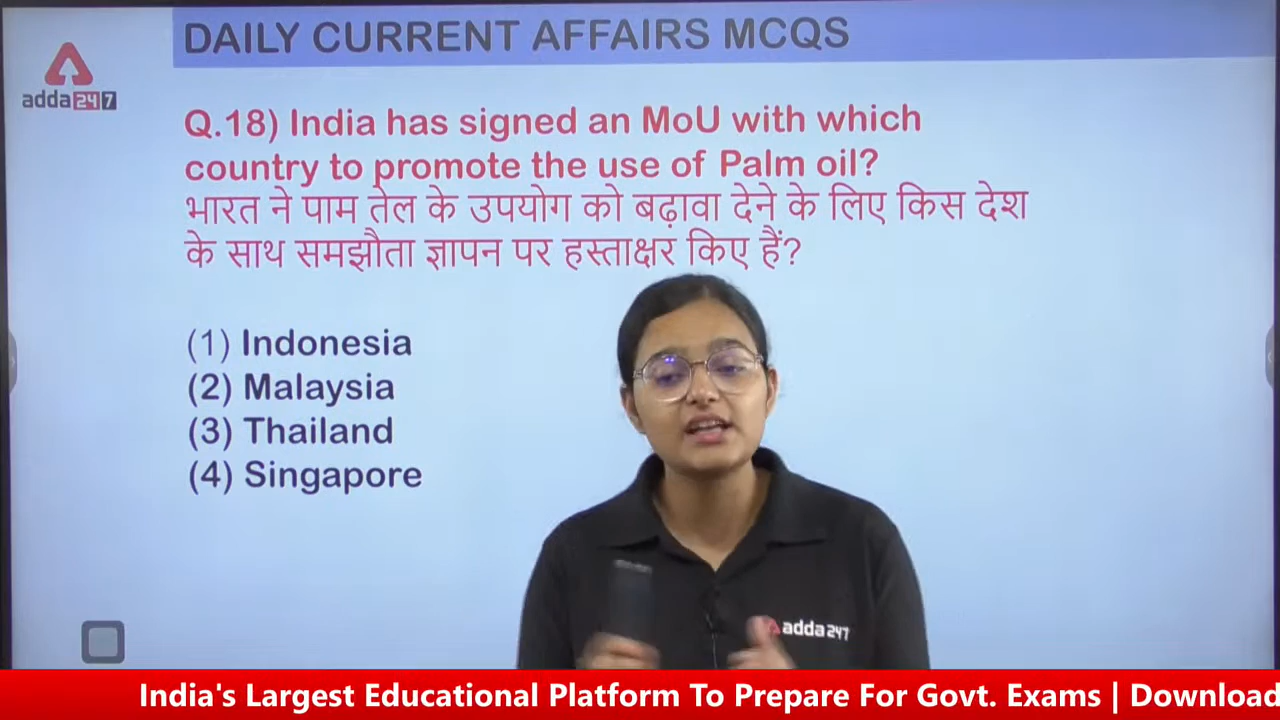 DAILY CURRENT AFFAIRS MCQS
adda247
Q.18) India has signed an MoU with which
country to promote the use of Palm oil?
भारत ने पाम तेल के उपयोग को बढ़ावा देने के लिए किस देश
के साथ समझौता ज्ञापन पर हस्ताक्षर किए हैं?
(1) Indonesia
(2) Malaysia
(3) Thailand
(4) Singapore
adda247
India's Largest Educational Platform To Prepare For Govt. Exams | Download